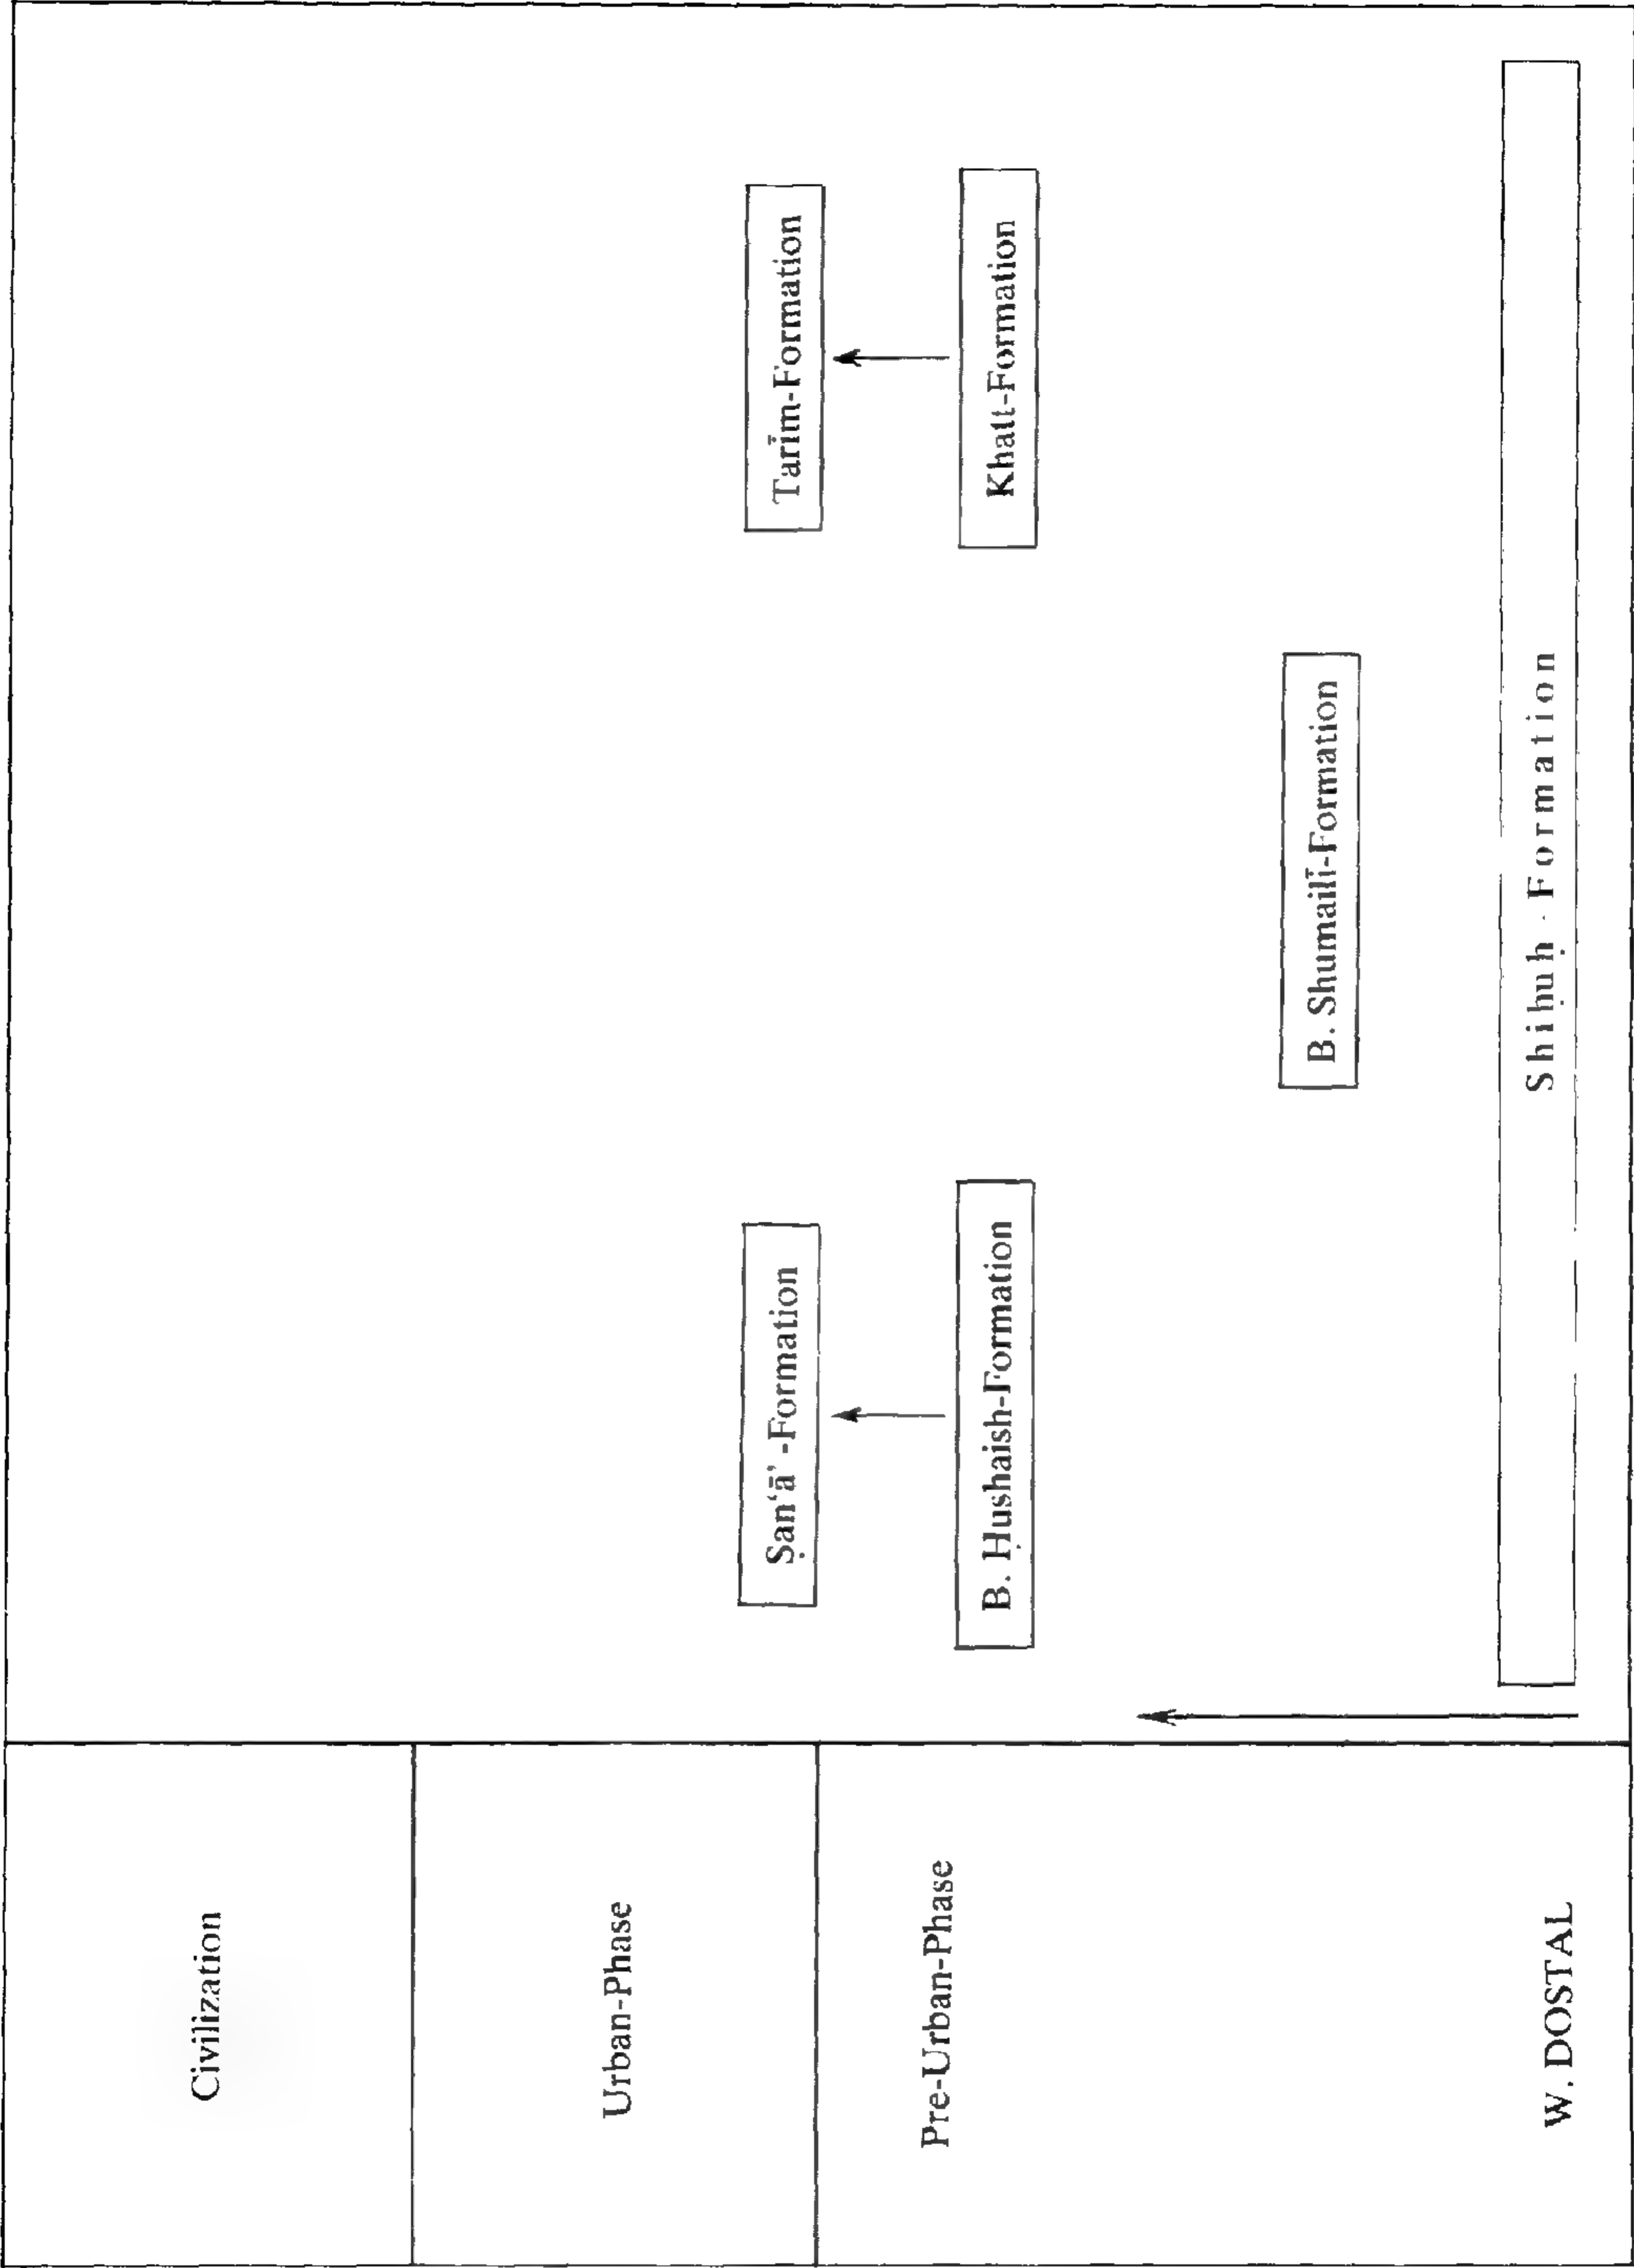 Civilization
Urban-Phase
Pre-Urban-Phase
W. DOSTAL
Ṣan‘ā’ -Formation
Tarīm-Formation
B. Ḥushaish-Formation
Khatt-Formation
B. Shumailī-Formation
Shiḥuḥ - Formation